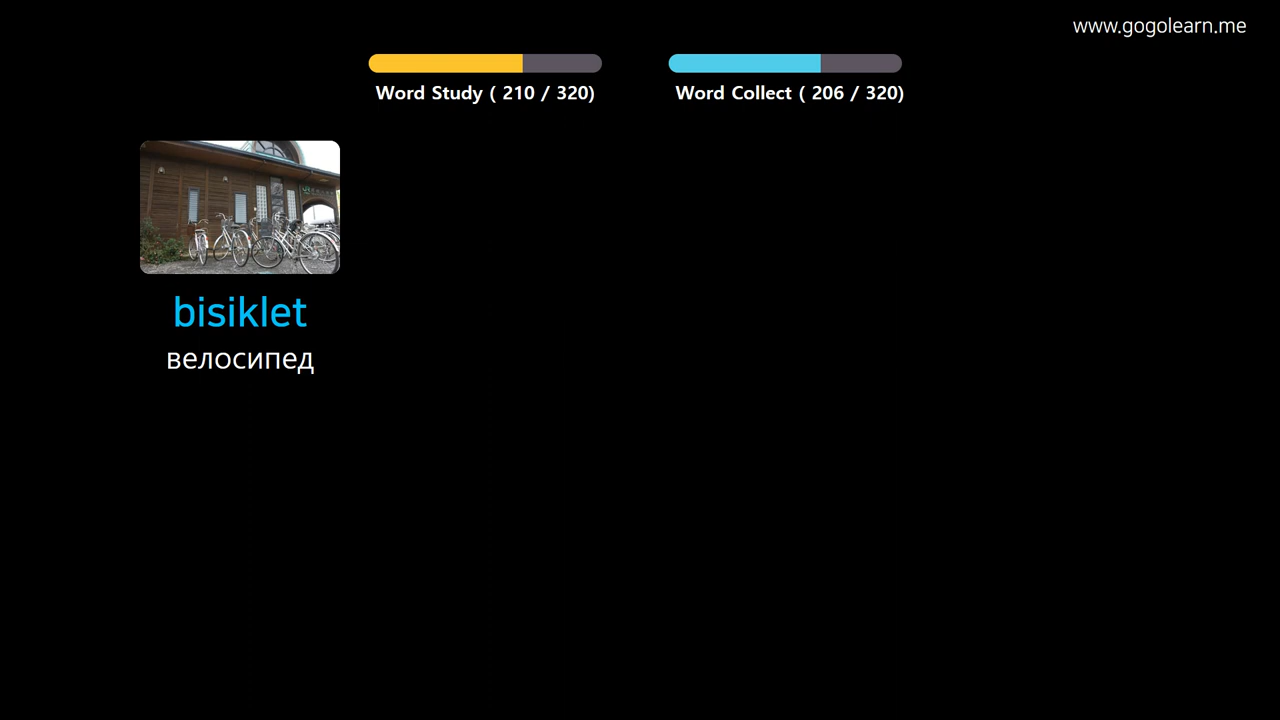 www.gogolearn.me
Word Study ( 210 / 320)
Word Collect ( 206 / 320)
bisiklet
велосипед